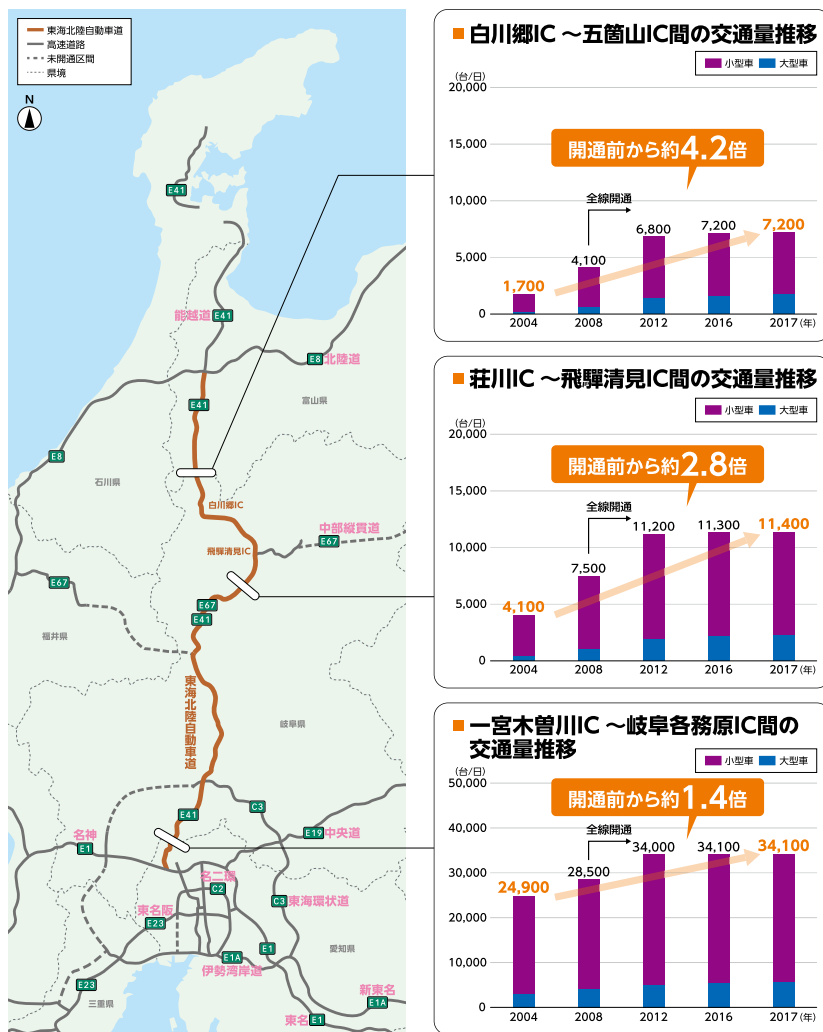 東海北陸自動車道
高速道路
未開通区間
県境
N
E41
能越道
E41
E8
北陸道
E41
富山県
E8
石川県
白川郷IC
中部縦貫道
E67
飛驒清見IC
E67
E67
E41
福井県
東海北陸自動車道
岐阜県
E41
C3
名神
E1
E19
中央道
名二環
C2
東名阪
E23
C3
東海環状道
E1
E1A
伊勢湾岸道
愛知県
E23
三重県
新東名
E1A
東名
E1
白川郷IC ～五箇山IC間の交通量推移
小型車 大型車
(台/日)
20,000
15,000
10,000
5,000
0
開通前から約4.2倍
全線開通
1,700
4,100
6,800
7,200
7,200
2004 2008 2012 2016 2017 (年)
荘川IC ～飛驒清見IC間の交通量推移
小型車 大型車
(台/日)
20,000
15,000
10,000
5,000
0
開通前から約2.8倍
全線開通
4,100
7,500
11,200
11,300
11,400
2004 2008 2012 2016 2017 (年)
一宮木曽川IC ～岐阜各務原IC間の
交通量推移
小型車 大型車
(台/日)
50,000
40,000
30,000
20,000
10,000
0
開通前から約1.4倍
全線開通
24,900
28,500
34,000
34,100
34,100
2004 2008 2012 2016 2017 (年)